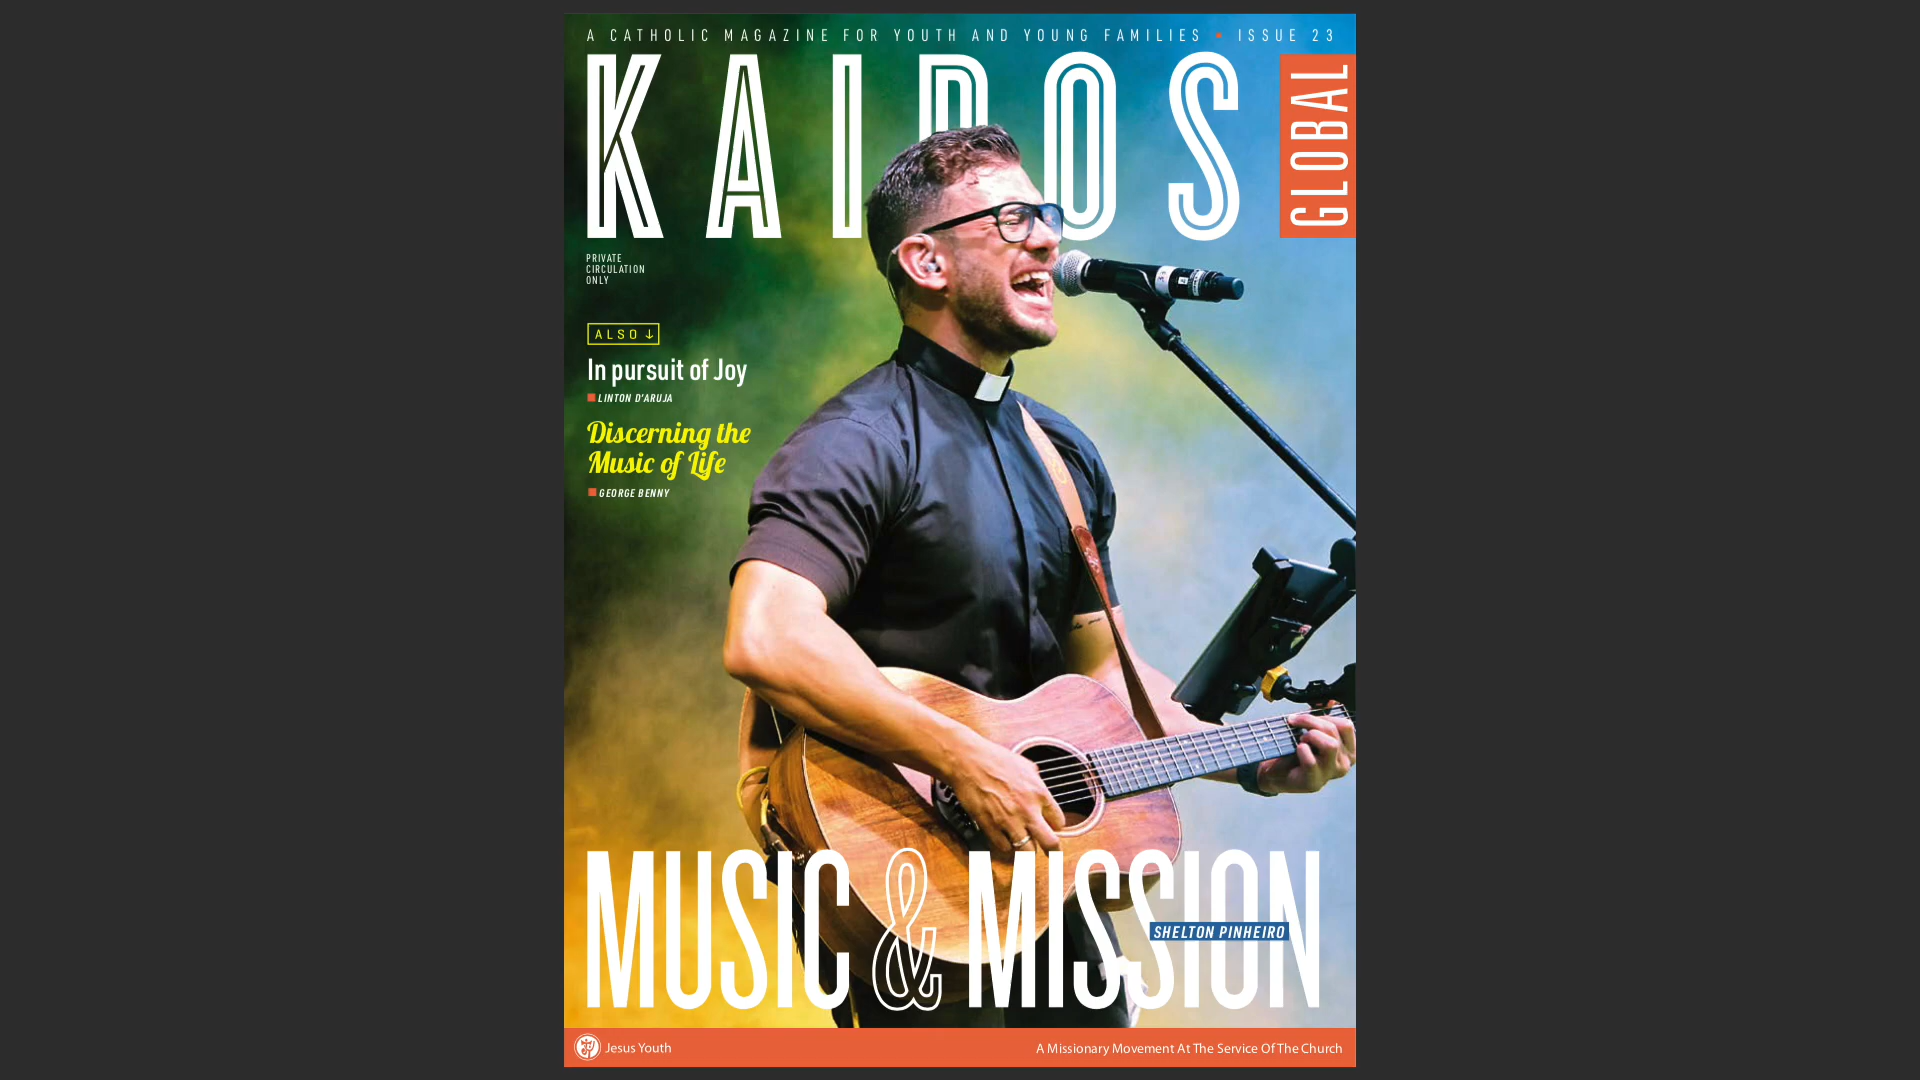 A CATHOLIC MAGAZINE FOR YOUTH AND YOUNG FAMILIES • ISSUE 23
KAIROS
GLOBAL
PRIVATE
CIRCULATION
ONLY
ALSO ↓
In pursuit of Joy
LINTON D'ARUJA
Discerning the
Music of Life
GEORGE BENNY
MUSIC & MISSION
SHELTON PINHEIRO
Jesus Youth
A Missionary Movement At The Service Of The Church